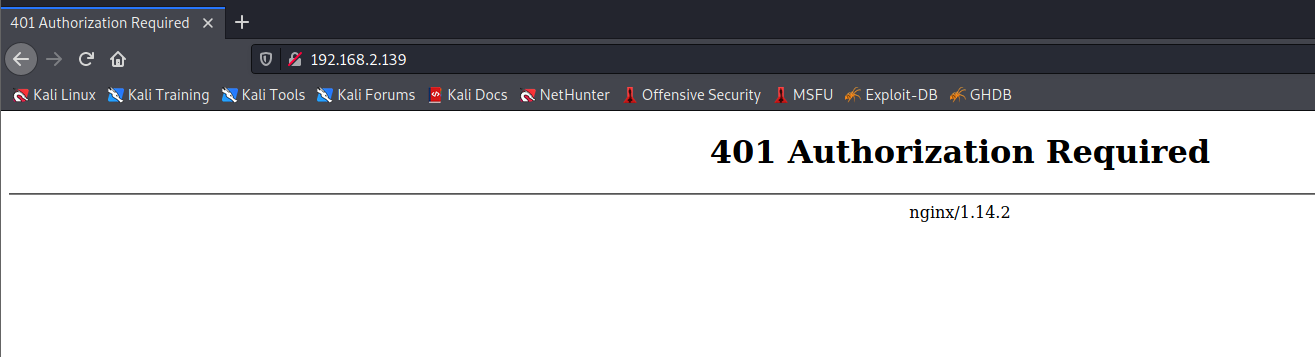 401 Authorization Required
192.168.2.139
Kali Linux Kali Training Kali Tools Kali Forums Kali Docs NetHunter Offensive Security MSFU Exploit-DB GHDB
401 Authorization Required
nginx/1.14.2